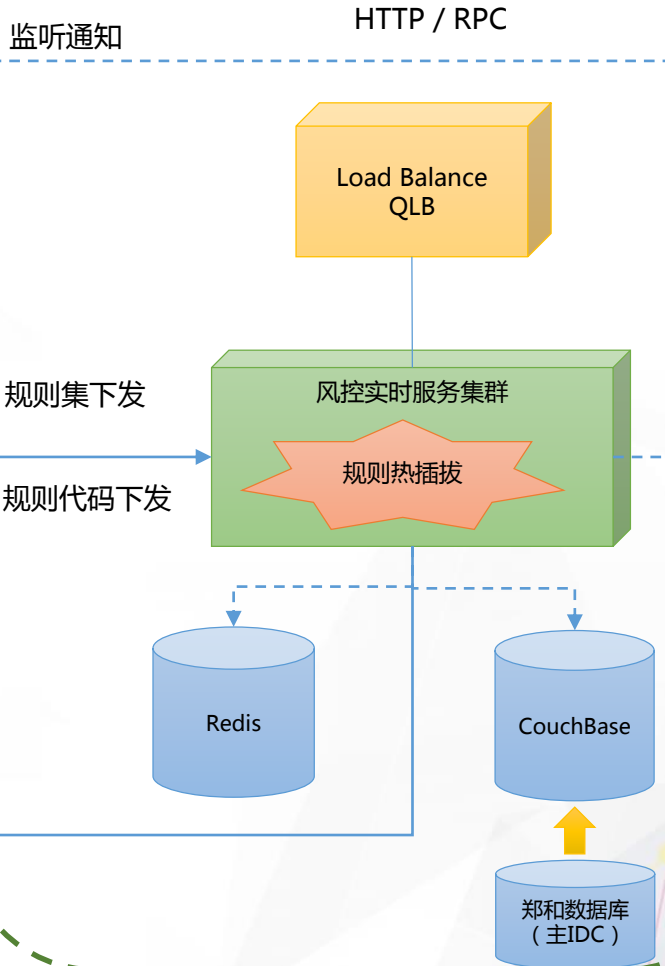 监听通知
HTTP / RPC
Load Balance
QLB
规则集下发
规则代码下发
风控实时服务集群
规则热插拔
Redis
CouchBase
郑和数据库
（主IDC）